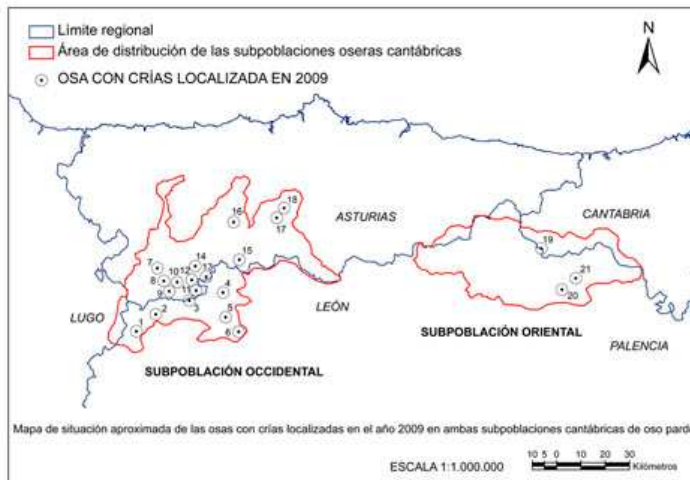 Límite regional
N
Área de distribución de las subpoblaciones oseras cantábricas
OSA CON CRÍAS LOCALIZADA EN 2009
18
16
17
ASTURIAS
CANTABRIA
15
19
14
7
13
12
10
8
21
11
4
9
20
LEÓN
3
LUGO
2
5
1
6
SUBPOBLACIÓN ORIENTAL
PALENCIA
SUBPOBLACIÓN OCCIDENTAL
Mapa de situación aproximada de las osas con crías localizadas en el año 2009 en ambas subpoblaciones cantábricas de oso pardo
ESCALA 1:1.000.000
10 5 0 10 20 30
Kilómetros